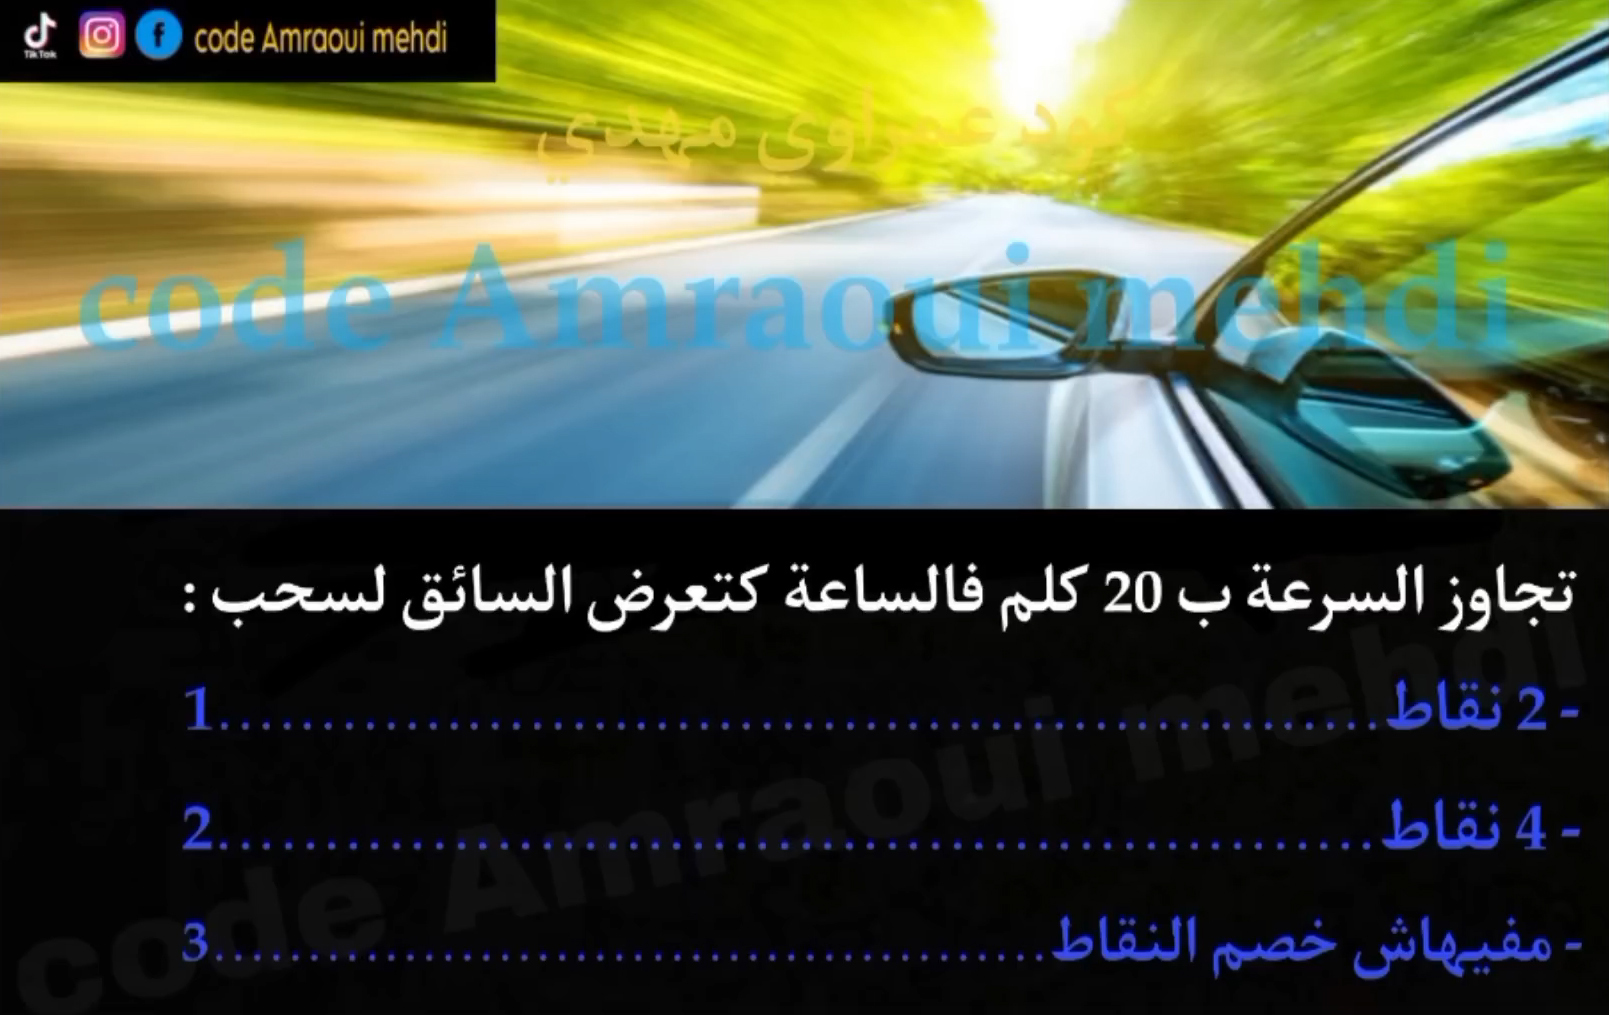 TikTok code Amraoui mehdi
كود عمراوي مهدي
code Amraoui mehdi
تجاوز السرعة ب 20 كلم فالساعة كتعرض السائق لسحب :
- 2 نقاط........................................................1
- 4 نقاط........................................................2
- مفيهاش خصم النقاط........................................3
code Amraoui mehdi